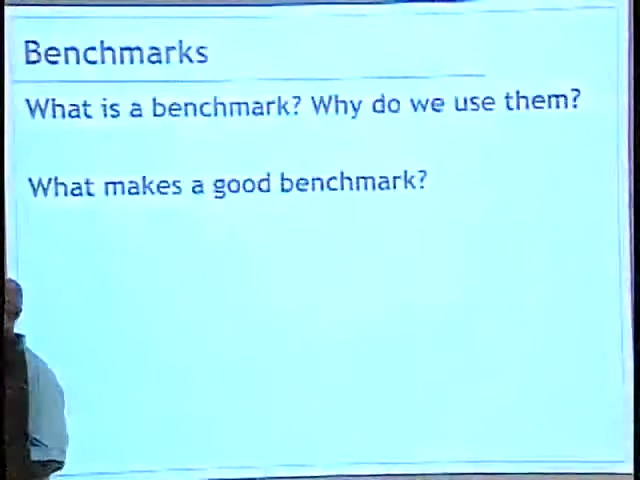 Benchmarks
What is a benchmark? Why do we use them?
What makes a good benchmark?